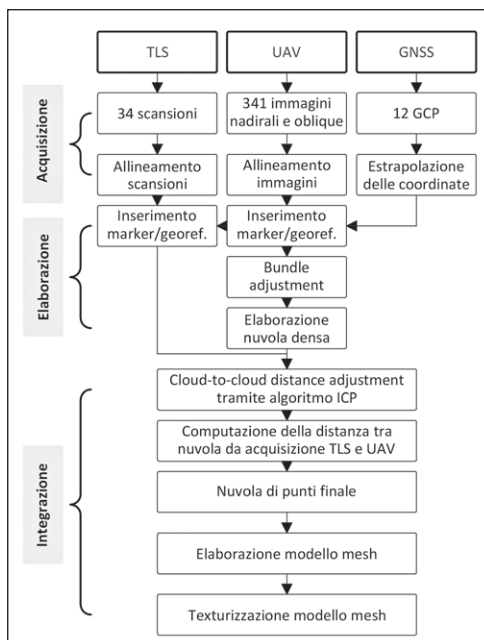 TLS
UAV
GNSS
Acquisizione
34 scansioni
341 immagini
nadirali e oblique
12 GCP
Allineamento
scansioni
Allineamento
immagini
Estrapolazione
delle coordinate
Elaborazione
Inserimento
marker/georef.
Inserimento
marker/georef.
Bundle
adjustment
Elaborazione
nuvola densa
Integrazione
Cloud-to-cloud distance adjustment
tramite algoritmo ICP
Computazione della distanza tra
nuvola da acquisizione TLS e UAV
Nuvola di punti finale
Elaborazione modello mesh
Texturizzazione modello mesh